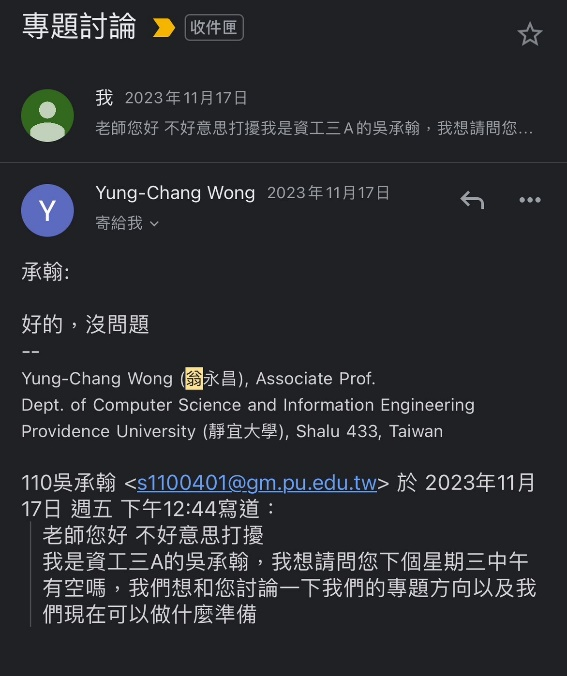 專題討論 收件匣
我 2023年11月17日
老師您好 不好意思打擾我是資工三A的吳承翰，我想請問您...
Y
Yung-Chang Wong 2023年11月17日
寄給我
承翰:
好的，沒問題
--
Yung-Chang Wong (翁永昌), Associate Prof.
Dept. of Computer Science and Information Engineering
Providence University (靜宜大學), Shalu 433, Taiwan
110吳承翰 <s1100401@gm.pu.edu.tw> 於 2023年11月
17日 週五 下午12:44寫道：
老師您好 不好意思打擾
我是資工三A的吳承翰，我想請問您下個星期三中午
有空嗎，我們想和您討論一下我們的專題方向以及我
們現在可以做什麼準備